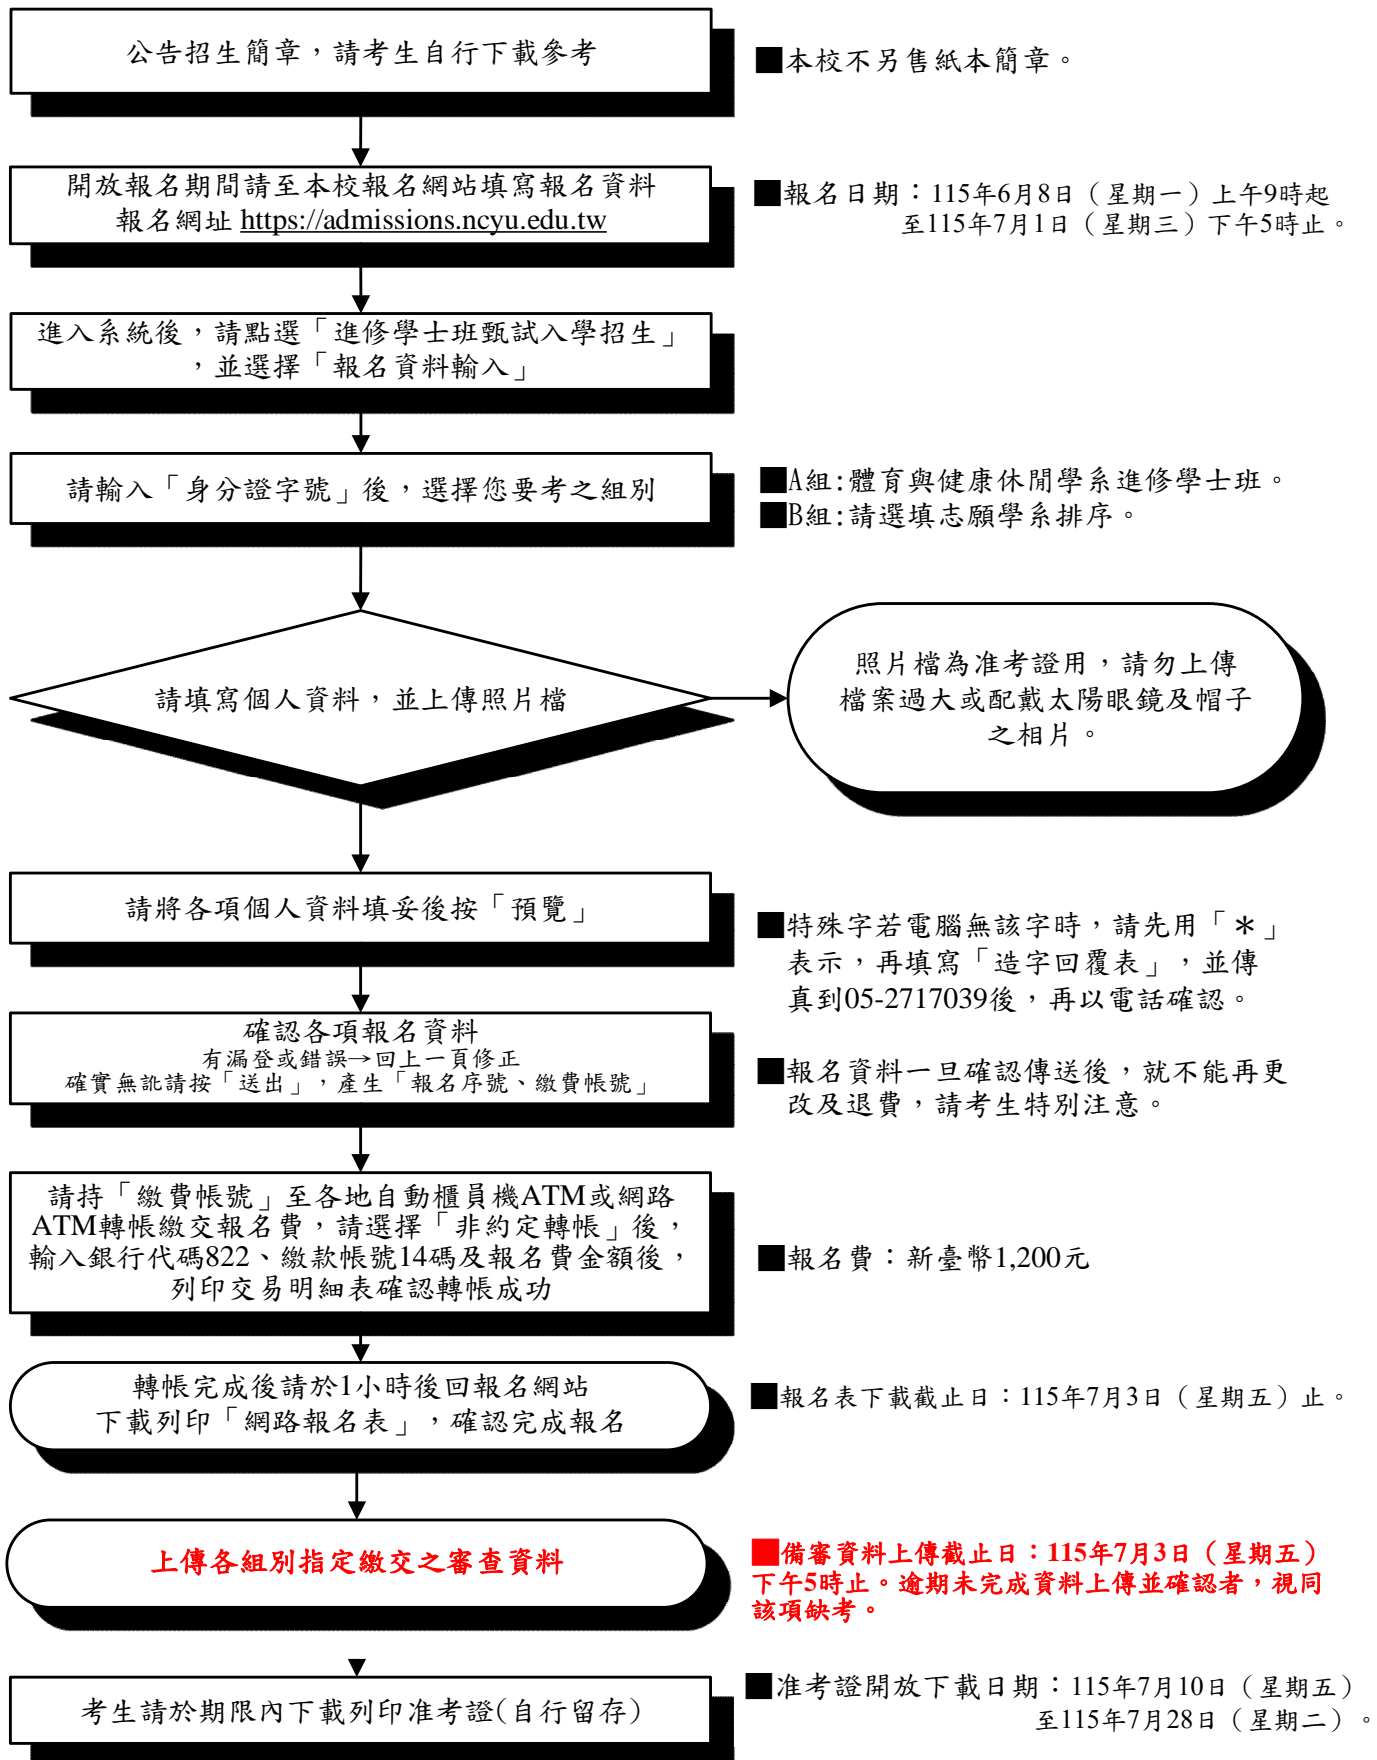 公告招生簡章，請考生自行下載參考
■本校不另售紙本簡章。
開放報名期間請至本校報名網站填寫報名資料
報名網址 https://admissions.ncyu.edu.tw
■報名日期：115年6月8日（星期一）上午9時起
至115年7月1日（星期三）下午5時止。
進入系統後，請點選「進修學士班甄試入學招生」
，並選擇「報名資料輸入」
請輸入「身分證字號」後，選擇您要考之組別
■A組:體育與健康休閒學系進修學士班。
■B組:請選填志願學系排序。
請填寫個人資料，並上傳照片檔
照片檔為准考證用，請勿上傳
檔案過大或配戴太陽眼鏡及帽子
之相片。
請將各項個人資料填妥後按「預覽」
■特殊字若電腦無該字時，請先用「＊」
表示，再填寫「造字回覆表」，並傳
真到05-2717039後，再以電話確認。
確認各項報名資料
有漏登或錯誤→回上一頁修正
確實無訛請按「送出」，產生「報名序號、繳費帳號」
■報名資料一旦確認傳送後，就不能再更
改及退費，請考生特別注意。
請持「繳費帳號」至各地自動櫃員機ATM或網路
ATM轉帳繳交報名費，請選擇「非約定轉帳」後，
輸入銀行代碼822、繳款帳號14碼及報名費金額後，
列印交易明細表確認轉帳成功
■報名費：新臺幣1,200元
轉帳完成後請於1小時後回報名網站
下載列印「網路報名表」，確認完成報名
■報名表下載截止日：115年7月3日（星期五）止。
上傳各組別指定繳交之審查資料
■備審資料上傳截止日：115年7月3日（星期五）
下午5時止。逾期未完成資料上傳並確認者，視同
該項缺考。
考生請於期限內下載列印准考證(自行留存)
■准考證開放下載日期：115年7月10日（星期五）
至115年7月28日（星期二）。